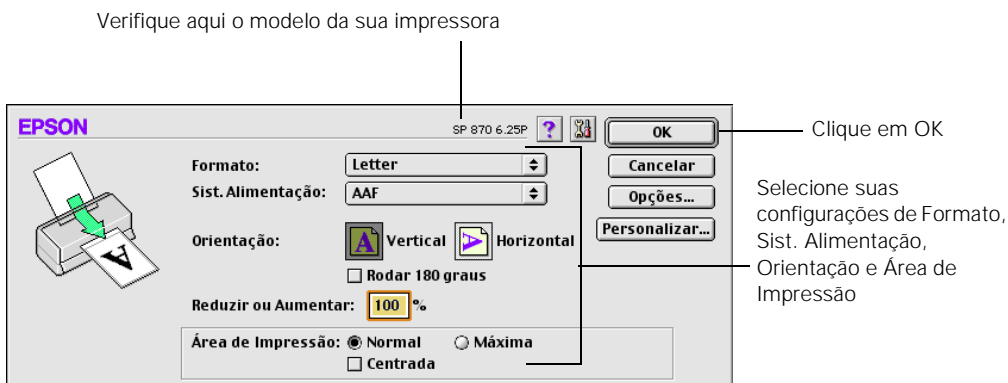 Verifique aqui o modelo da sua impressora
EPSON
SP 870 6.25P
?
OK
Clique em OK
Formato:
Letter
Cancelar
Sist. Alimentação:
AAF
Opções...
Selecione suas
configurações de Formato,
Sist. Alimentação,
Orientação e Área de
Impressão
Orientação:
A
Vertical
A
Horizontal
Personalizar...
Rodar 180 graus
Reduzir ou Aumentar:
100 %
Área de Impressão:
Normal
Máxima
Centrada
A